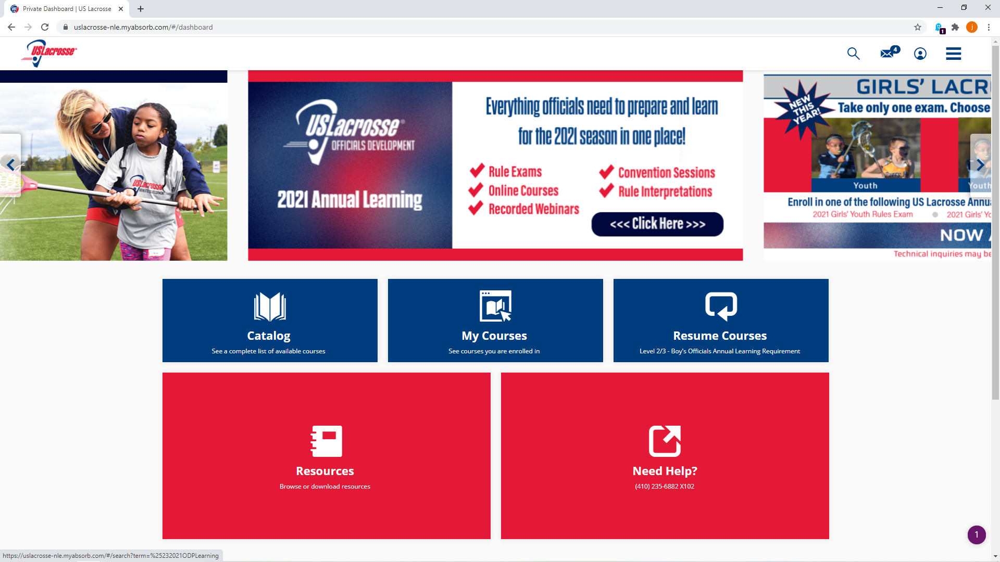 Private Dashboard | US Lacrosse
uslacrosse-nle.myabsorb.com/#/dashboard
j
1
USLacrosse
4
USLacrosse
ATHLETE DEVELOPMENT
USLacrosse®
OFFICIALS DEVELOPMENT
2021 Annual Learning
Everything officials need to prepare and learn
for the 2021 season in one place!
Rule Exams
Online Courses
Recorded Webinars
Convention Sessions
Rule Interpretations
<<< Click Here >>>
GIRLS' LACR
NEW
THIS
YEAR!
Take only one exam. Choose
Youth
Youth
Enroll in one of the following US Lacrosse Annua
2021 Girls' Youth Rules Exam
2021 Girls' Yo
NOW A
Technical inquiries may be
Catalog
See a complete list of available courses
My Courses
See courses you are enrolled in
Resume Courses
Level 2/3 - Boy's Officials Annual Learning Requirement
Resources
Browse or download resources
Need Help?
(410) 235-6882 X102
1
https://uslacrosse-nle.myabsorb.com/#/search?term=%25232021ODPLearning